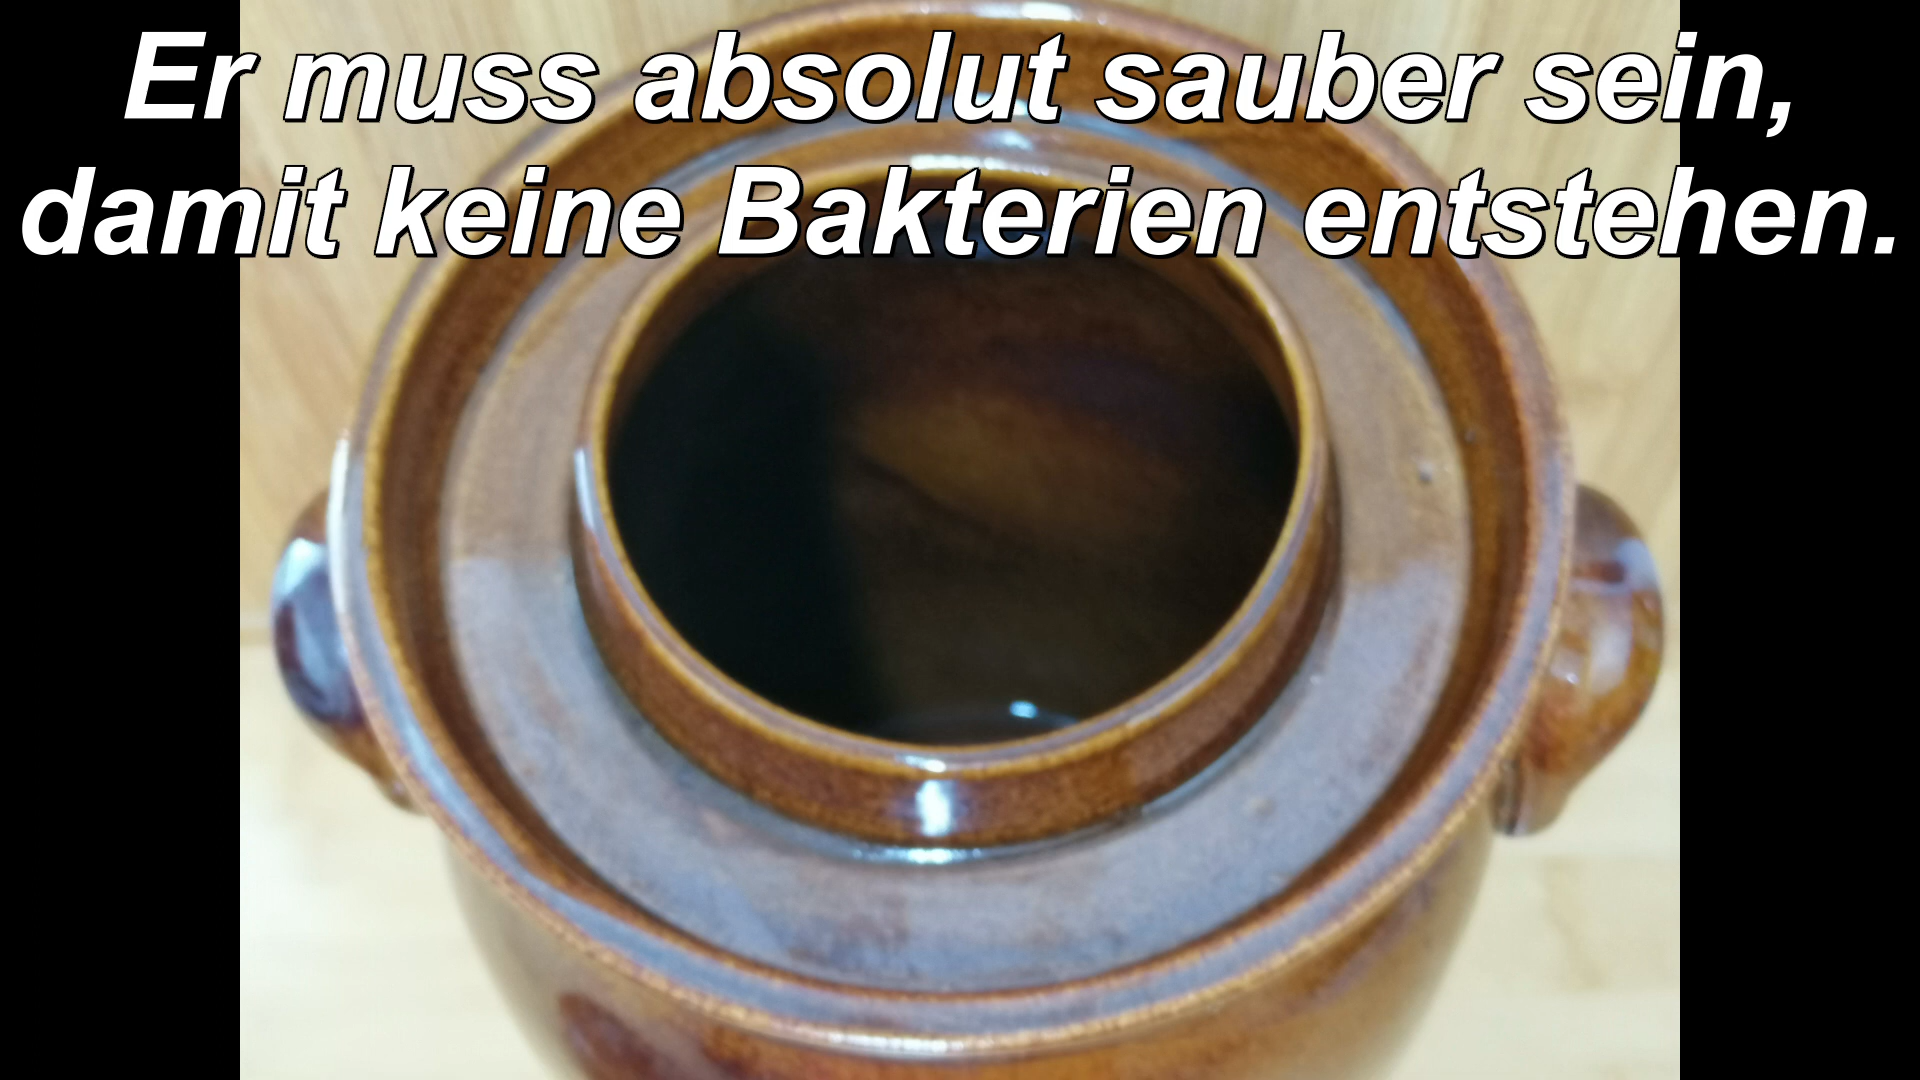 Er muss absolut sauber sein,
damit keine Bakterien entstehen.